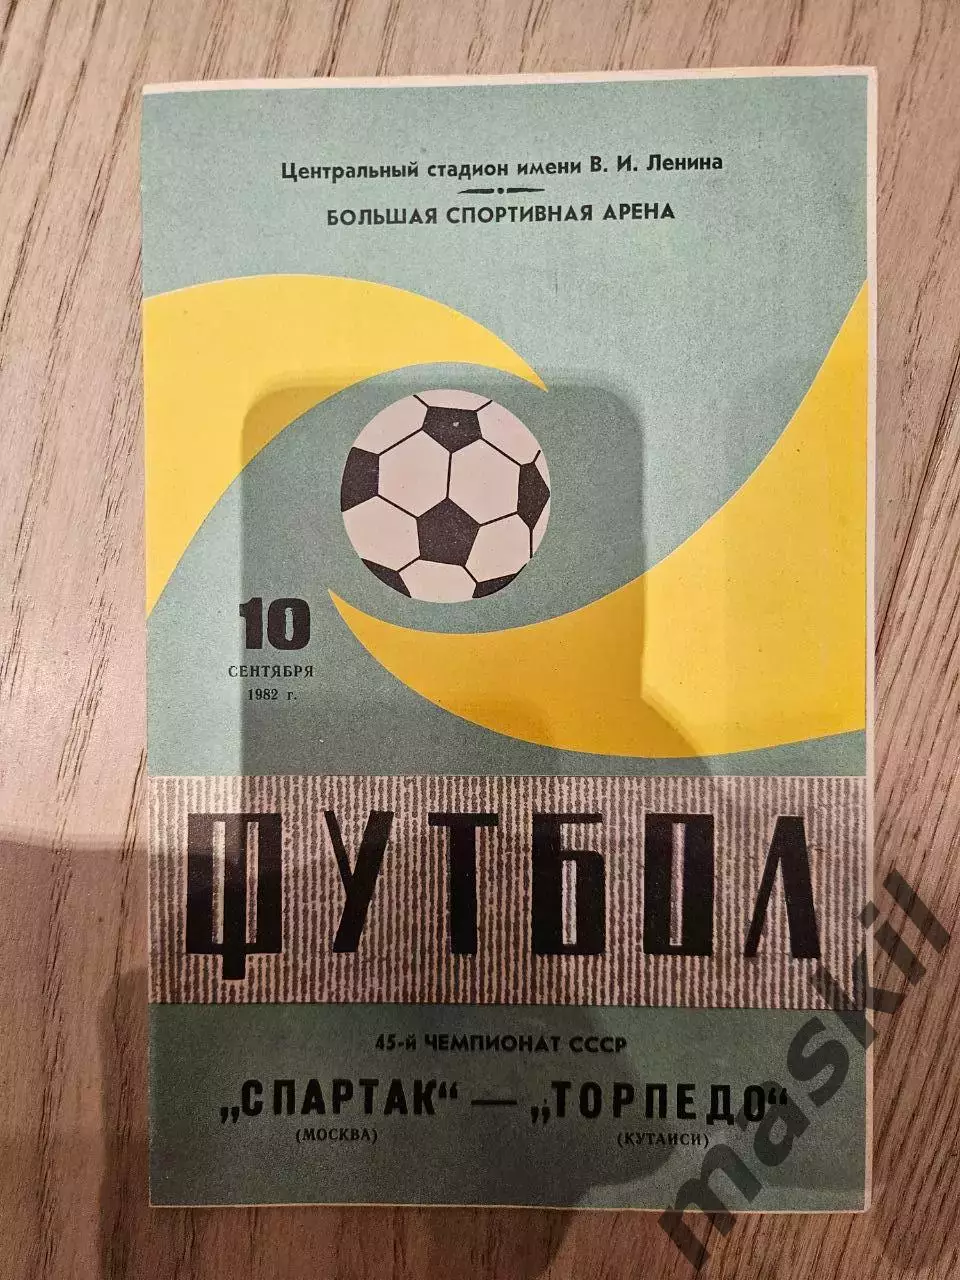 Центральный стадион имени В. И. Ленина
БОЛЬШАЯ СПОРТИВНАЯ АРЕНА
10
СЕНТЯБРЯ
1982 г.
ФУТБОЛ
45-й ЧЕМПИОНАТ СССР
„СПАРТАК“ — „ТОРПЕДО“
(МОСКВА) (КУТАИСИ)
maskil